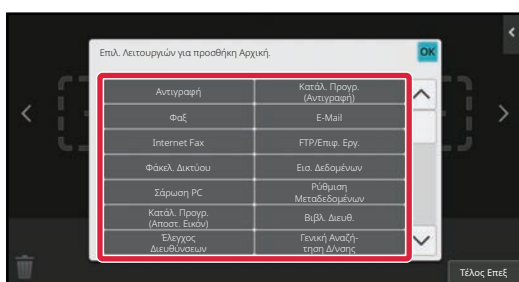 Επιλ. Λειτουργιών για προσθήκη Αρχική.
OK
Αντιγραφή
Κατάλ. Προγρ.
(Αντιγραφή)
Φαξ
E-Mail
Internet Fax
FTP/Επιφ. Εργ.
Φάκελ. Δικτύου
Εισ. Δεδομένων
Σάρωση PC
Ρύθμιση
Μεταδεδομένων
Κατάλ. Προγρ.
(Αποστ. Εικόν)
Βιβλ. Διευθ.
Έλεγχος
Διευθύνσεων
Γενική Αναζή-
τηση Δ/νσης
Τέλος Επεξ